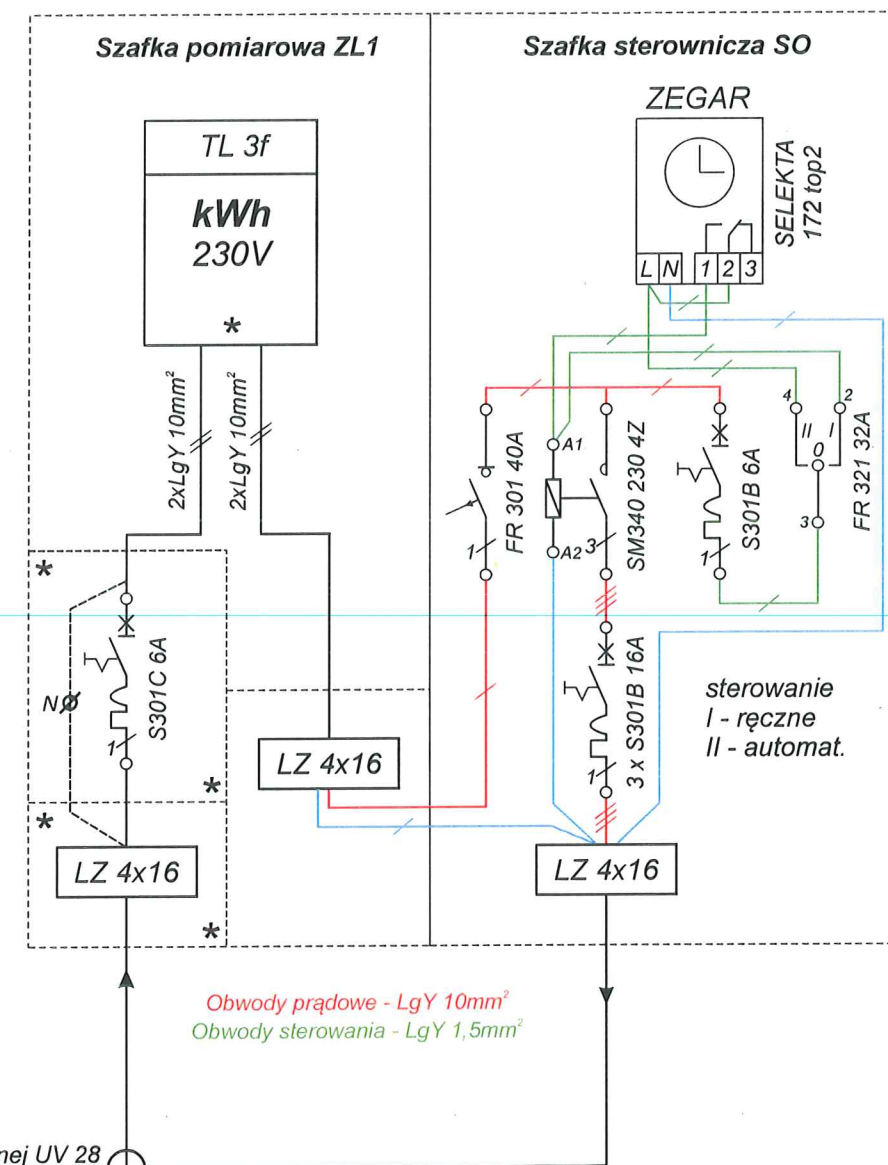 Szafka pomiarowa ZL1
Szafka sterownicza SO
ZEGAR
SELEKTA
172 top2
L N 1 2 3
TL 3f
kWh
230V
*
2xLgY 10mm²
2xLgY 10mm²
4
2
II
I
0
3
FR 321 32A
A1
A2
1
FR 301 40A
3
SM340 230 4Z
1
S301B 6A
*
N
1
S301C 6A
*
1
3 x S301B 16A
sterowanie
I - ręczne
II - automat.
LZ 4x16
*
LZ 4x16
*
LZ 4x16
Obwody prądowe - LgY 10mm²
Obwody sterowania - LgY 1,5mm²
nej UV 28